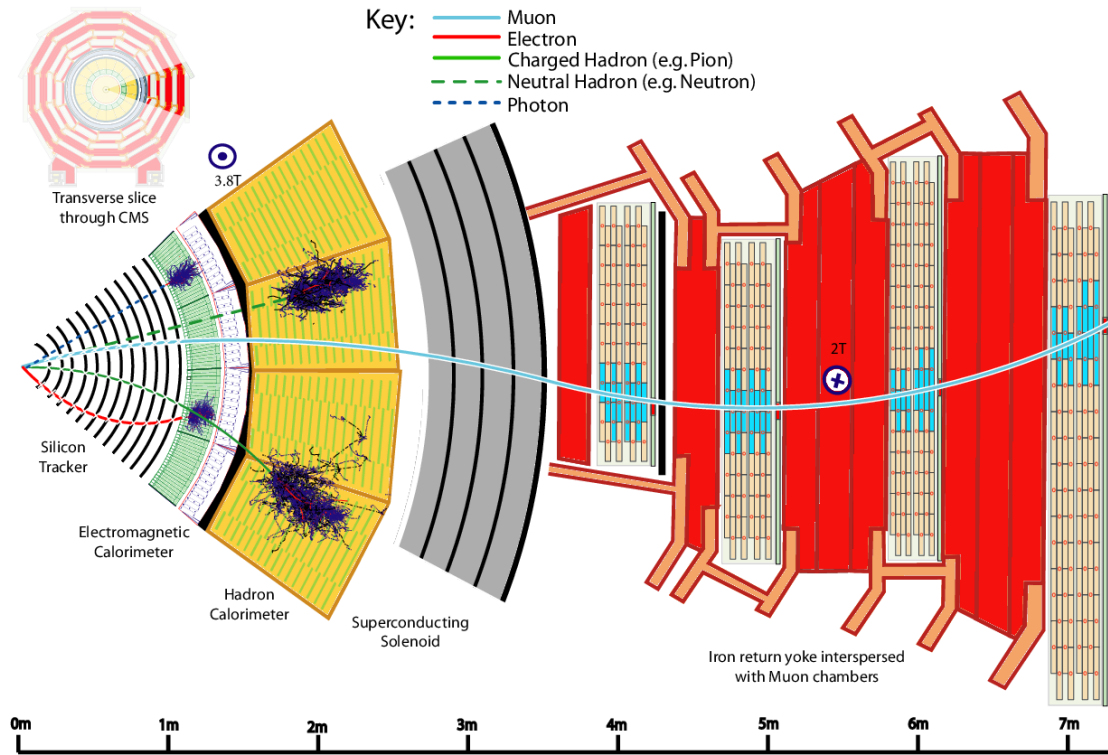 Key:
Muon
Electron
Charged Hadron (e.g. Pion)
Neutral Hadron (e.g. Neutron)
Photon
Transverse slice
through CMS
3.8T
2T
Silicon
Tracker
Electromagnetic
Calorimeter
Hadron
Calorimeter
Superconducting
Solenoid
Iron return yoke interspersed
with Muon chambers
0m 1m 2m 3m 4m 5m 6m 7m